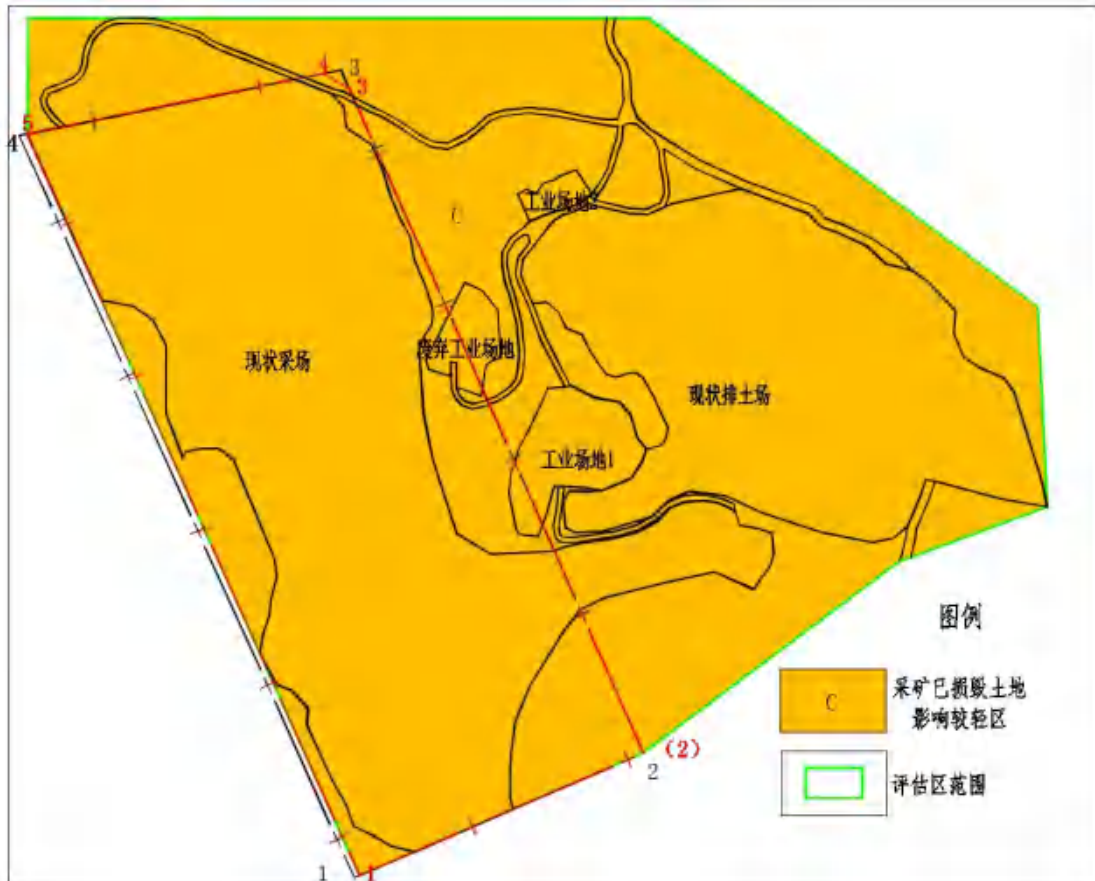 4 3
3
5
4
工业场地2
C
废弃工业场地
现状采场
现状排土场
工业场地1
图例
C
采矿已损毁土地
影响较轻区
(2)
2
评估区范围
1 1